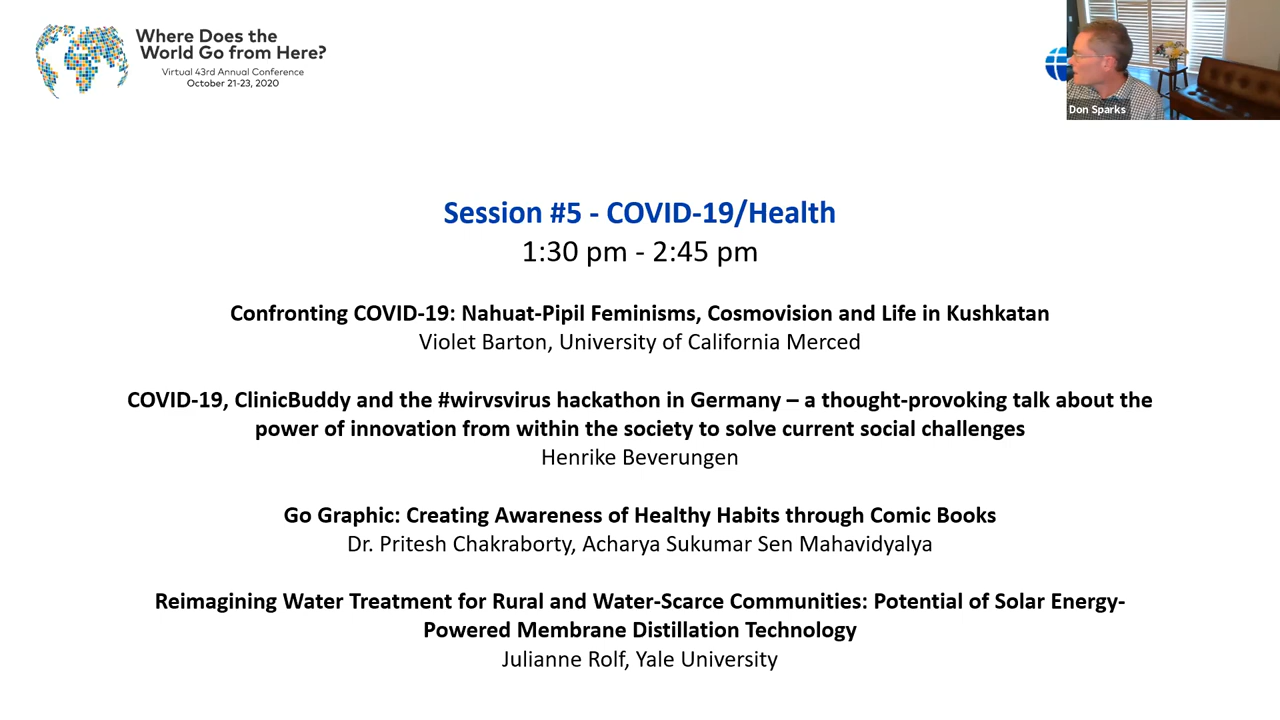 Where Does the
World Go from Here?
Virtual 43rd Annual Conference
October 21-23, 2020
Don Sparks
Session #5 - COVID-19/Health
1:30 pm - 2:45 pm
Confronting COVID-19: Nahuat-Pipil Feminisms, Cosmovision and Life in Kushkatan
Violet Barton, University of California Merced
COVID-19, ClinicBuddy and the #wirvsvirus hackathon in Germany – a thought-provoking talk about the
power of innovation from within the society to solve current social challenges
Henrike Beverungen
Go Graphic: Creating Awareness of Healthy Habits through Comic Books
Dr. Pritesh Chakraborty, Acharya Sukumar Sen Mahavidyalya
Reimagining Water Treatment for Rural and Water-Scarce Communities: Potential of Solar Energy-
Powered Membrane Distillation Technology
Julianne Rolf, Yale University